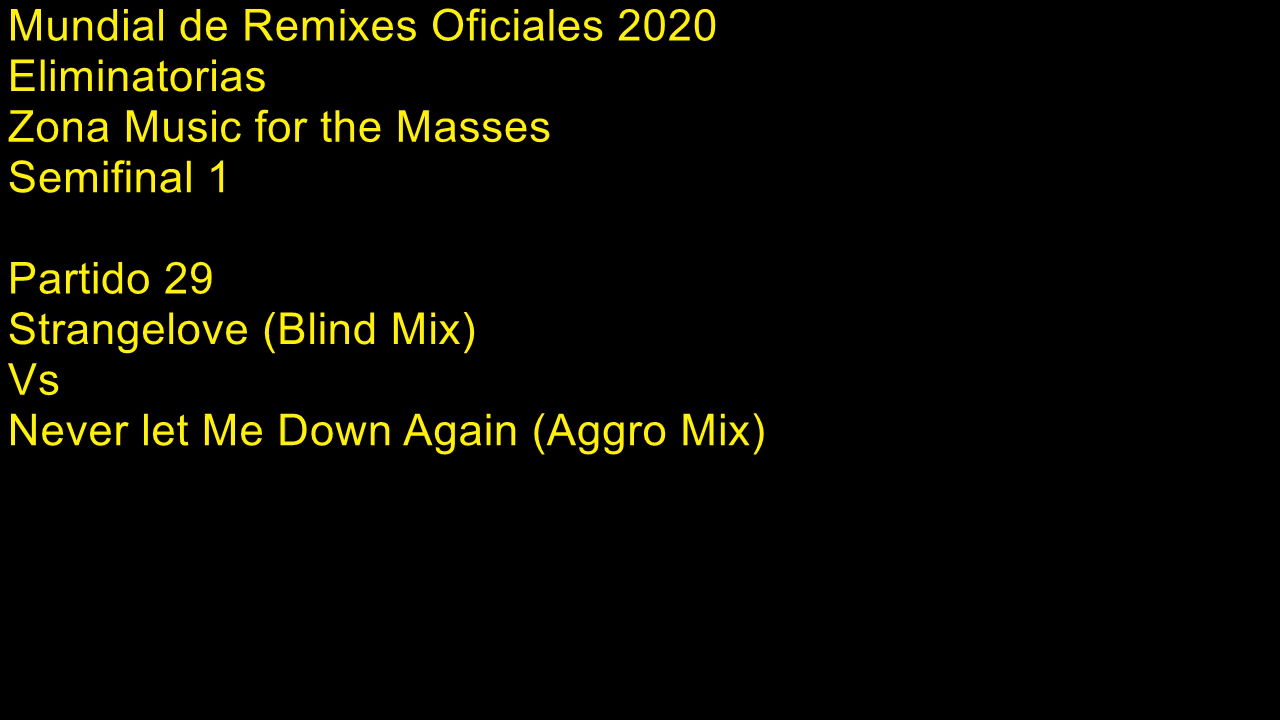 Mundial de Remixes Oficiales 2020
Eliminatorias
Zona Music for the Masses
Semifinal 1
Partido 29
Strangelove (Blind Mix)
Vs
Never let Me Down Again (Aggro Mix)